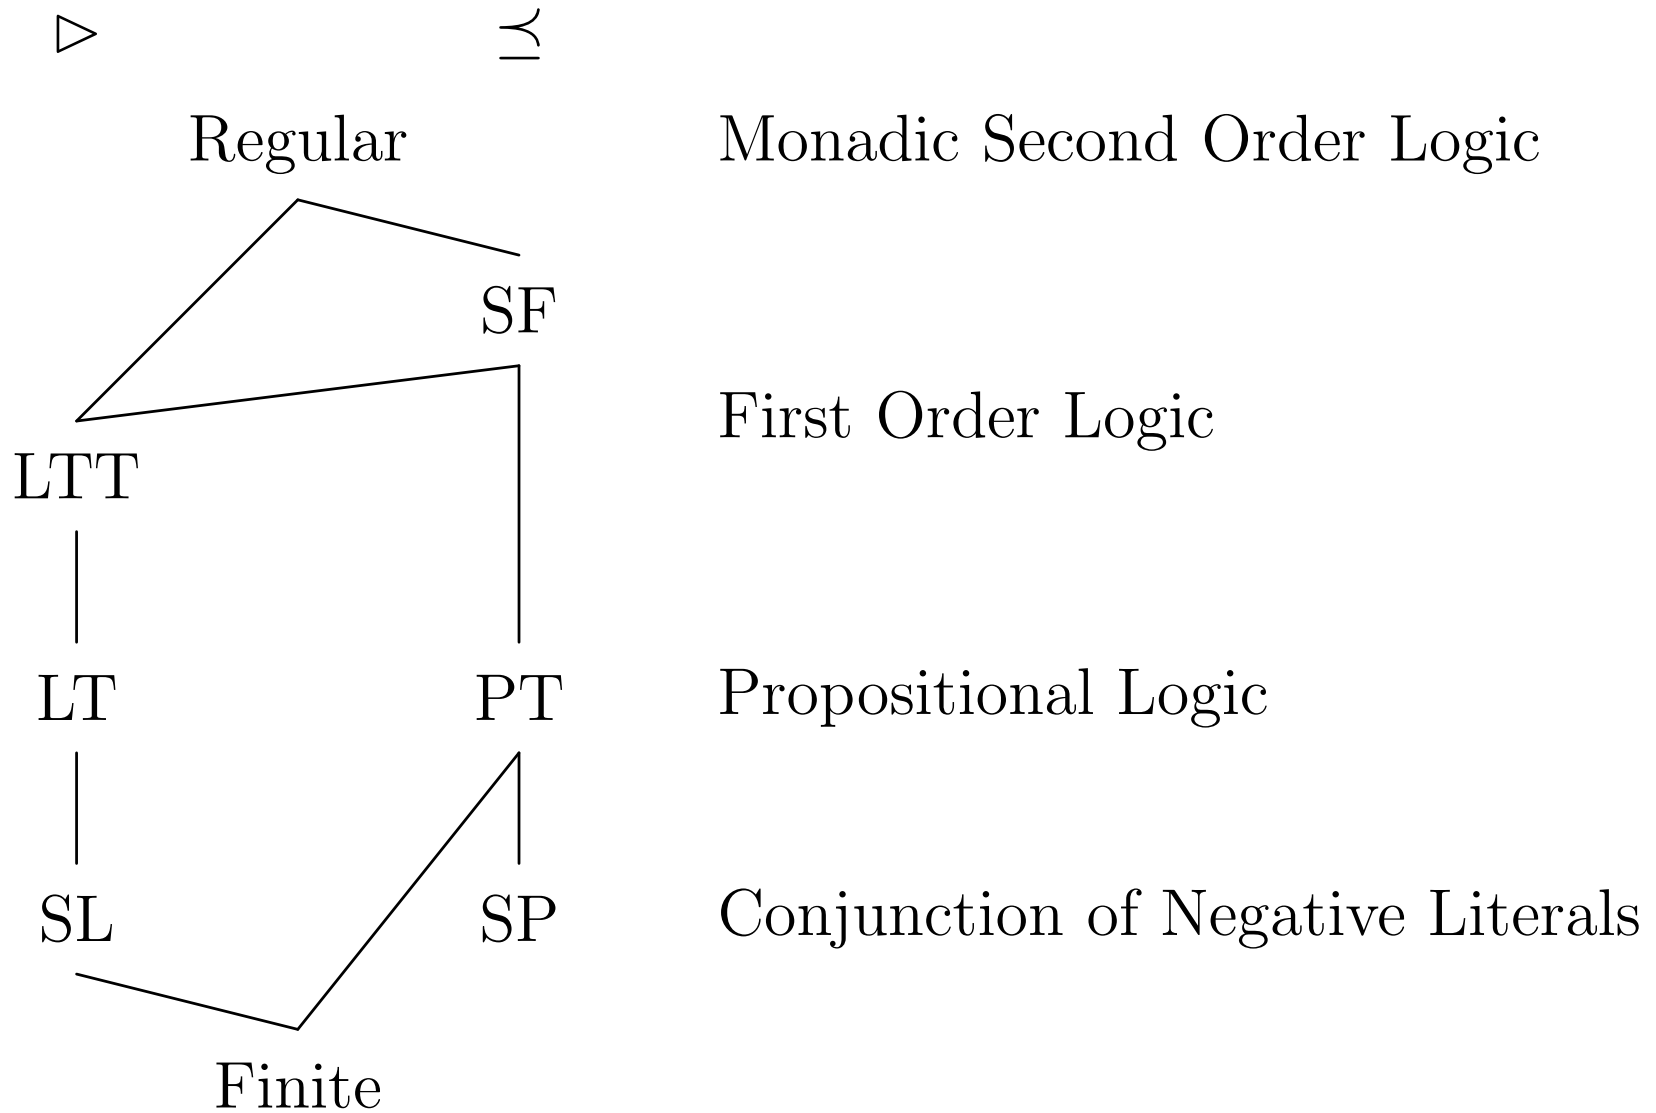 ▷ ⪯
Regular Monadic Second Order Logic
SF
First Order Logic
LTT
LT PT Propositional Logic
SL SP Conjunction of Negative Literals
Finite